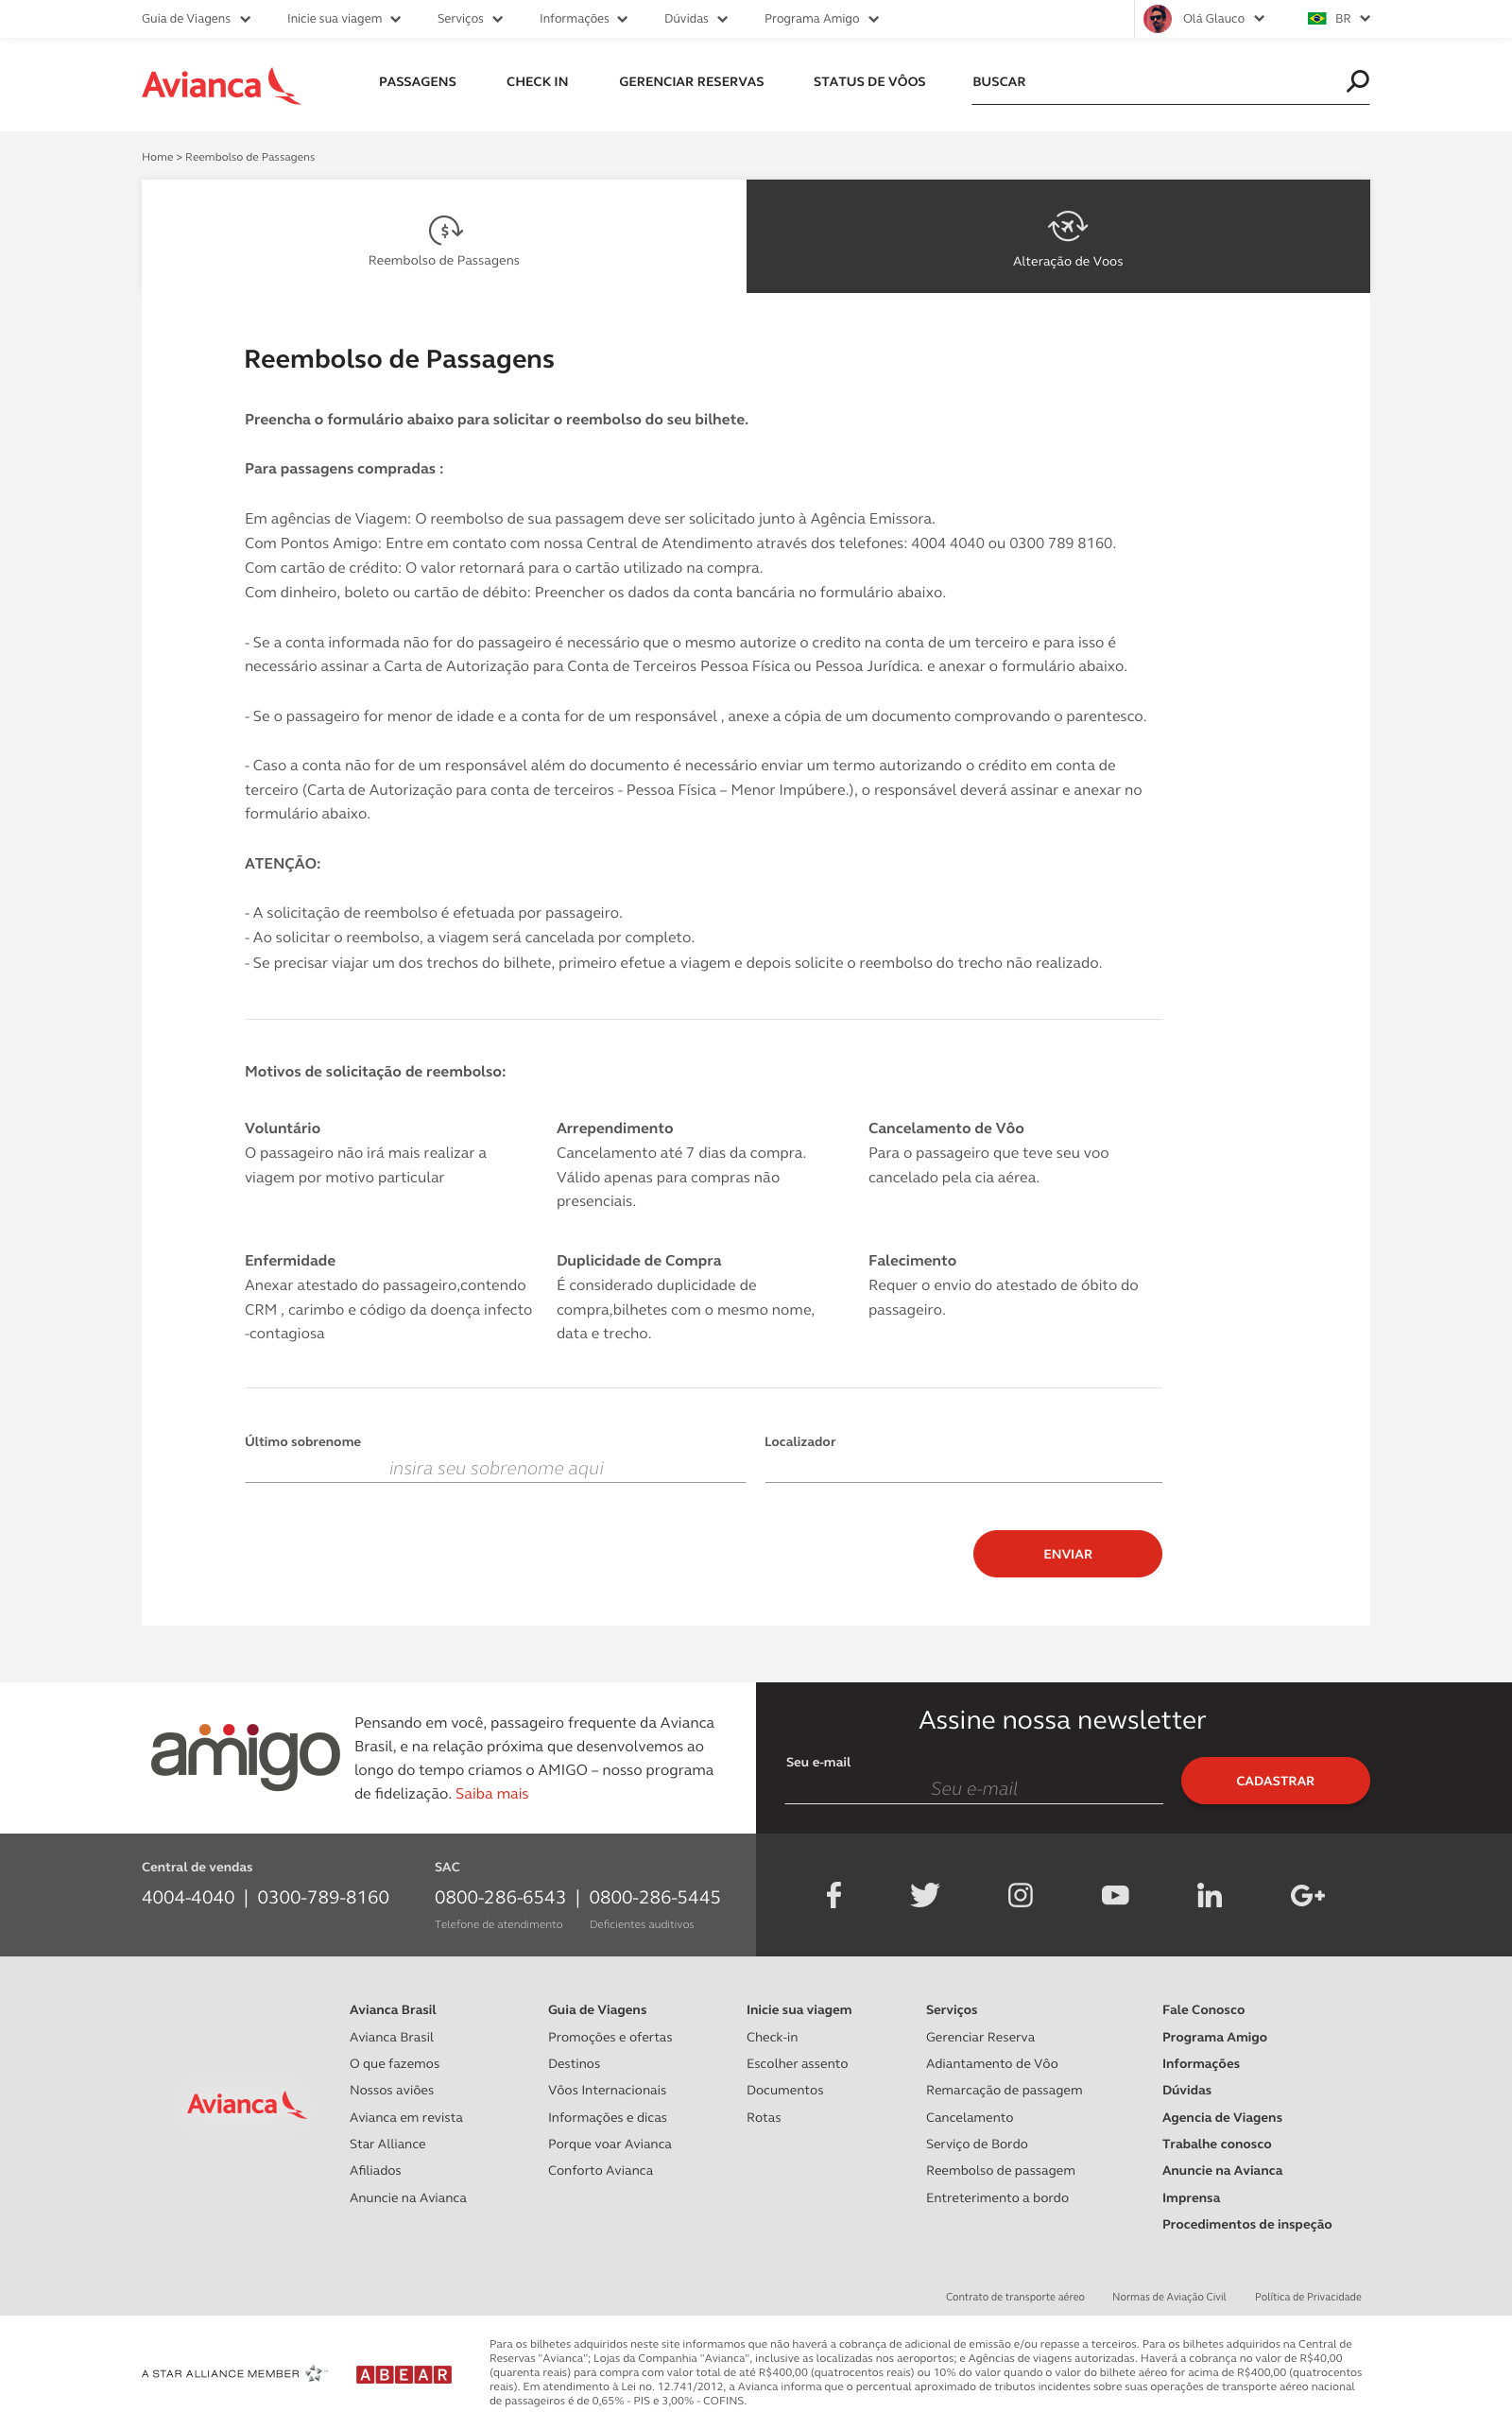 Guia de Viagens Inicie sua viagem Serviços Informações Dúvidas Programa Amigo Olá Glauco BR
Avianca PASSAGENS CHECK IN GERENCIAR RESERVAS STATUS DE VÔOS BUSCAR
Home > Reembolso de Passagens
Reembolso de Passagens
Alteração de Voos
Reembolso de Passagens
Preencha o formulário abaixo para solicitar o reembolso do seu bilhete.
Para passagens compradas :
Em agências de Viagem: O reembolso de sua passagem deve ser solicitado junto à Agência Emissora.
Com Pontos Amigo: Entre em contato com nossa Central de Atendimento através dos telefones: 4004 4040 ou 0300 789 8160.
Com cartão de crédito: O valor retornará para o cartão utilizado na compra.
Com dinheiro, boleto ou cartão de débito: Preencher os dados da conta bancária no formulário abaixo.
- Se a conta informada não for do passageiro é necessário que o mesmo autorize o credito na conta de um terceiro e para isso é
necessário assinar a Carta de Autorização para Conta de Terceiros Pessoa Física ou Pessoa Jurídica. e anexar o formulário abaixo.
- Se o passageiro for menor de idade e a conta for de um responsável , anexe a cópia de um documento comprovando o parentesco.
- Caso a conta não for de um responsável além do documento é necessário enviar um termo autorizando o crédito em conta de
terceiro (Carta de Autorização para conta de terceiros - Pessoa Física – Menor Impúbere.), o responsável deverá assinar e anexar no
formulário abaixo.
ATENÇÃO:
- A solicitação de reembolso é efetuada por passageiro.
- Ao solicitar o reembolso, a viagem será cancelada por completo.
- Se precisar viajar um dos trechos do bilhete, primeiro efetue a viagem e depois solicite o reembolso do trecho não realizado.
Motivos de solicitação de reembolso:
Voluntário
O passageiro não irá mais realizar a
viagem por motivo particular
Arrependimento
Cancelamento até 7 dias da compra.
Válido apenas para compras não
presenciais.
Cancelamento de Vôo
Para o passageiro que teve seu voo
cancelado pela cia aérea.
Enfermidade
Anexar atestado do passageiro,contendo
CRM , carimbo e código da doença infecto
-contagiosa
Duplicidade de Compra
É considerado duplicidade de
compra,bilhetes com o mesmo nome,
data e trecho.
Falecimento
Requer o envio do atestado de óbito do
passageiro.
Último sobrenome
insira seu sobrenome aqui
Localizador
ENVIAR
amigo
Pensando em você, passageiro frequente da Avianca
Brasil, e na relação próxima que desenvolvemos ao
longo do tempo criamos o AMIGO – nosso programa
de fidelização. Saiba mais
Assine nossa newsletter
Seu e-mail
Seu e-mail
CADASTRAR
Central de vendas
4004-4040 | 0300-789-8160
SAC
0800-286-6543 | 0800-286-5445
Telefone de atendimento Deficientes auditivos
Avianca
Avianca Brasil
Avianca Brasil
O que fazemos
Nossos aviões
Avianca em revista
Star Alliance
Afiliados
Anuncie na Avianca
Guia de Viagens
Promoções e ofertas
Destinos
Vôos Internacionais
Informações e dicas
Porque voar Avianca
Conforto Avianca
Inicie sua viagem
Check-in
Escolher assento
Documentos
Rotas
Serviços
Gerenciar Reserva
Adiantamento de Vôo
Remarcação de passagem
Cancelamento
Serviço de Bordo
Reembolso de passagem
Entreterimento a bordo
Fale Conosco
Programa Amigo
Informações
Dúvidas
Agencia de Viagens
Trabalhe conosco
Anuncie na Avianca
Imprensa
Procedimentos de inspeção
Contrato de transporte aéreo Normas de Aviação Civil Política de Privacidade
A STAR ALLIANCE MEMBER
ABEAR
Para os bilhetes adquiridos neste site informamos que não haverá a cobrança de adicional de emissão e/ou repasse a terceiros. Para os bilhetes adquiridos na Central de
Reservas "Avianca"; Lojas da Companhia "Avianca", inclusive as localizadas nos aeroportos; e Agências de viagens autorizadas. Haverá a cobrança no valor de R$40,00
(quarenta reais) para compra com valor total de até R$400,00 (quatrocentos reais) ou 10% do valor quando o valor do bilhete aéreo for acima de R$400,00 (quatrocentos
reais). Em atendimento à Lei no. 12.741/2012, a Avianca informa que o percentual aproximado de tributos incidentes sobre suas operações de transporte aéreo nacional
de passageiros é de 0,65% - PIS e 3,00% - COFINS.